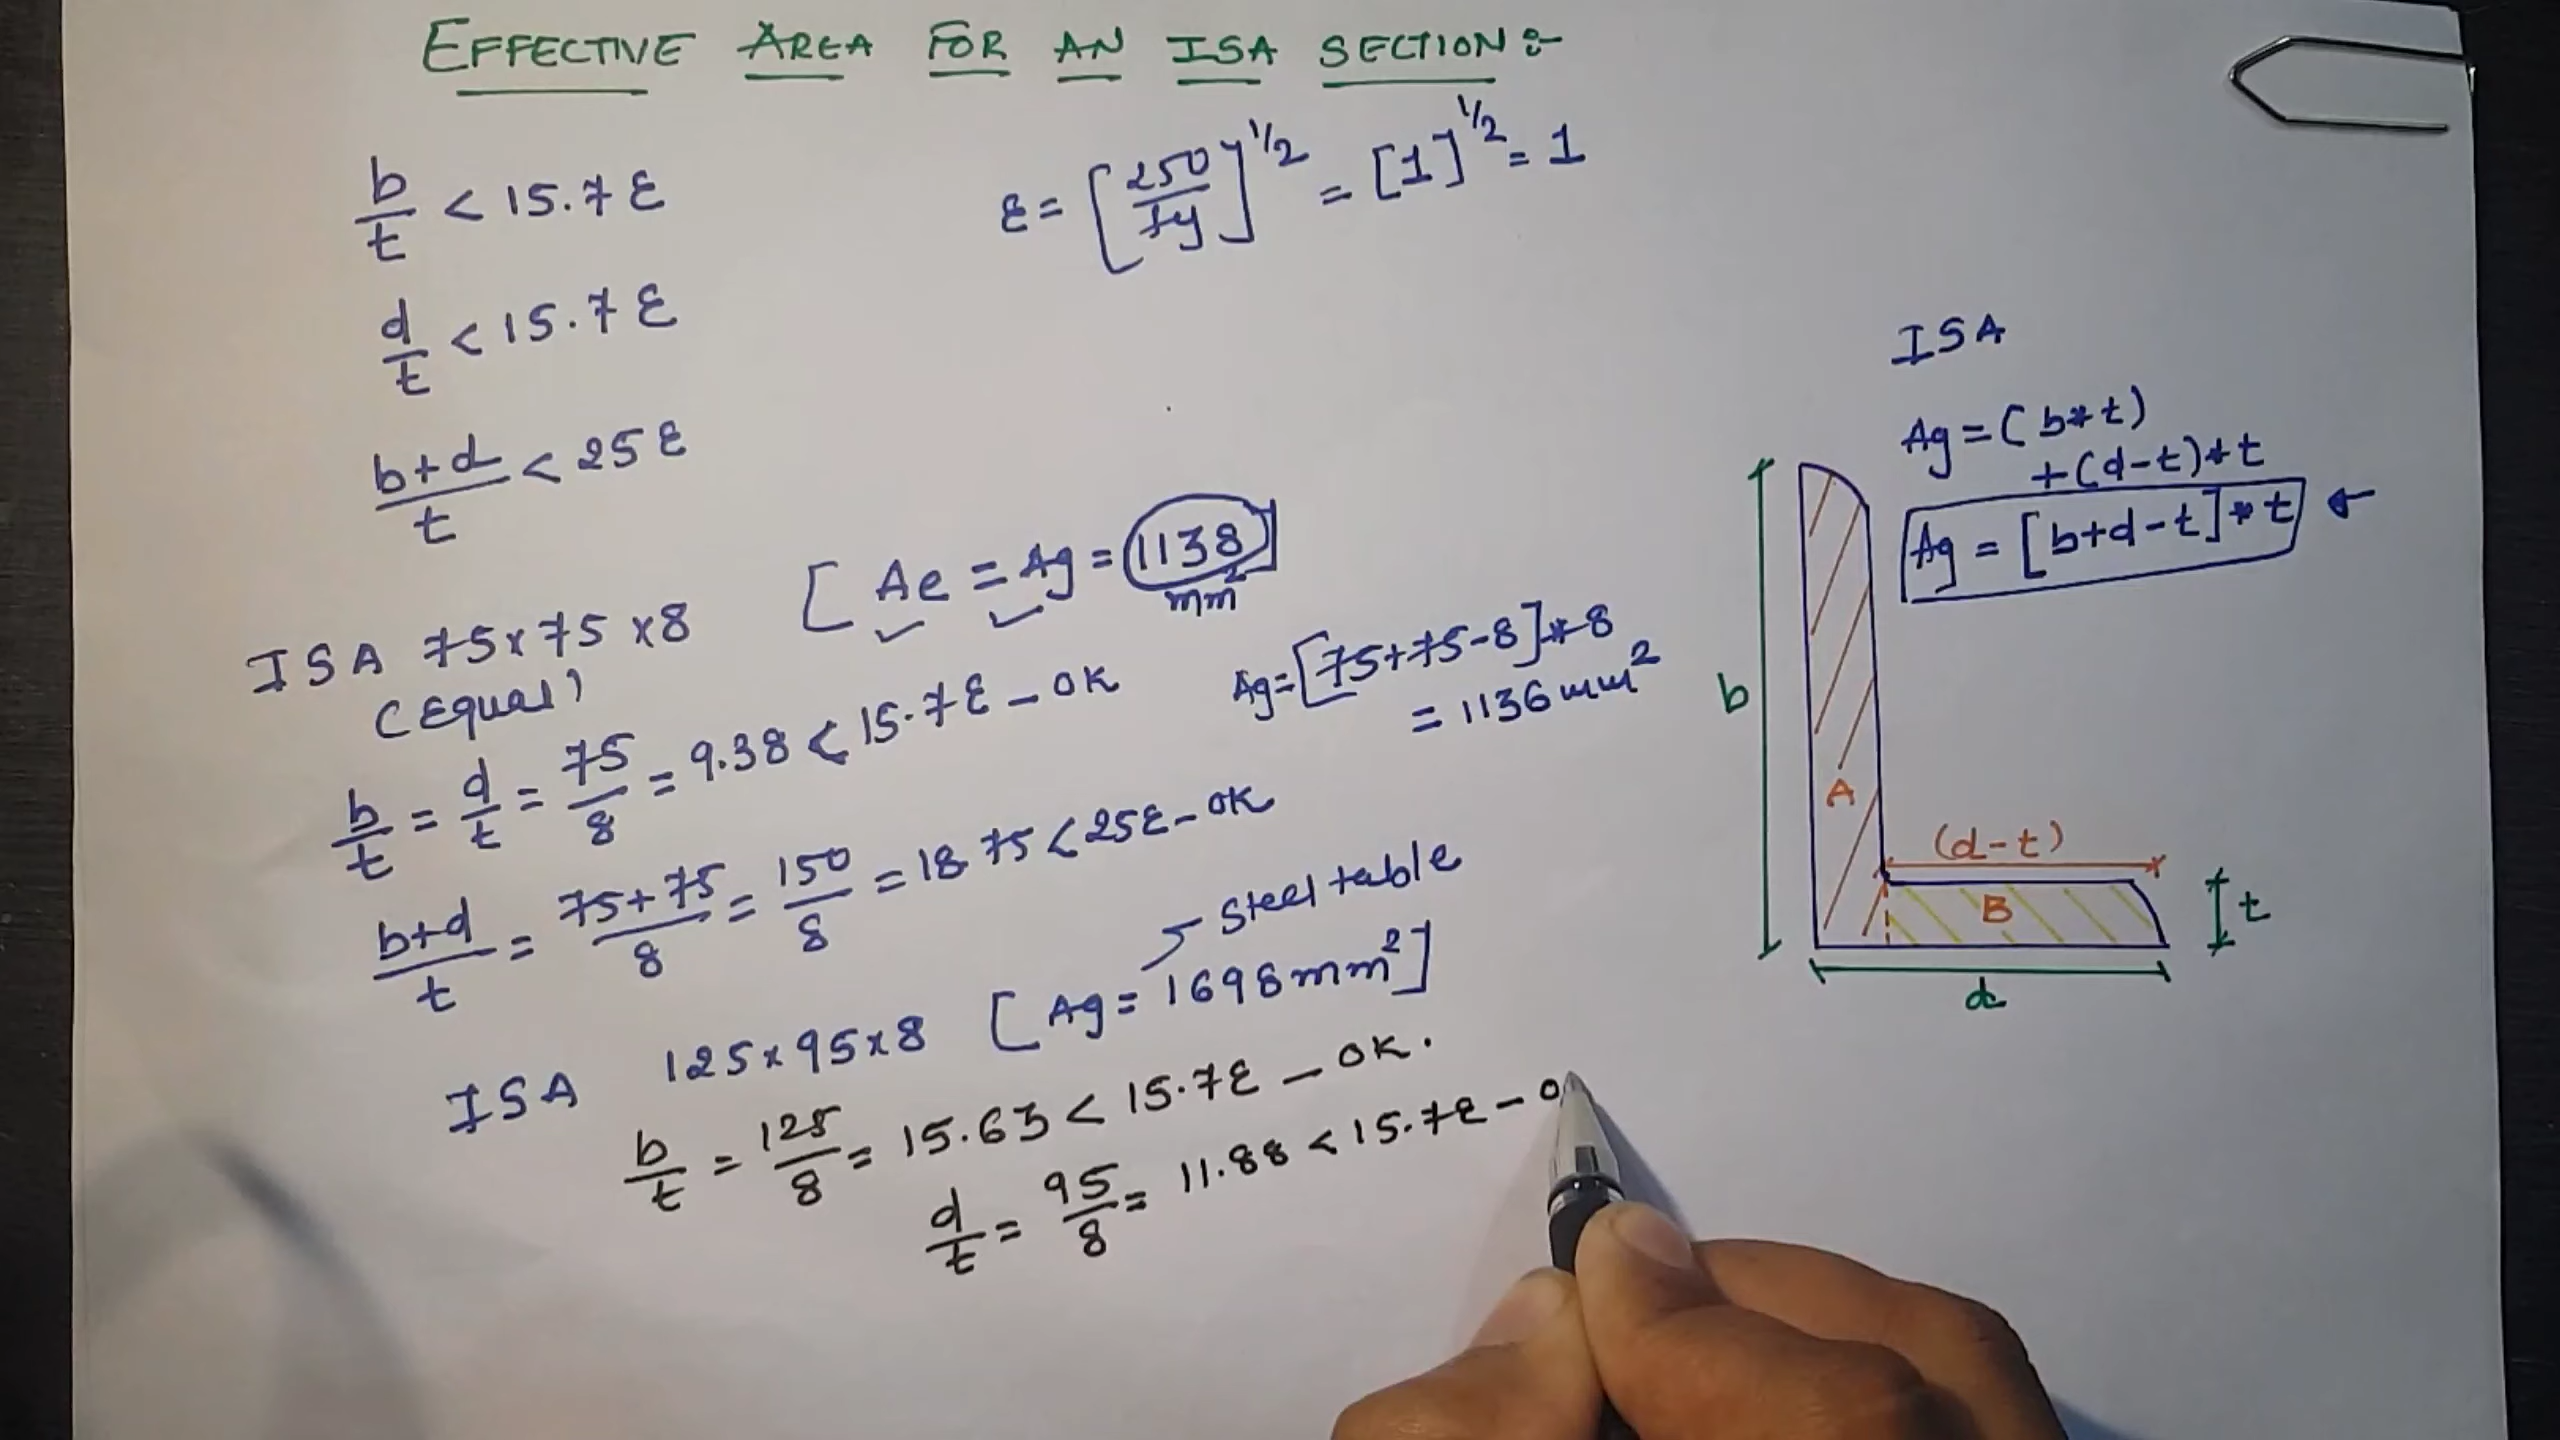 EFFECTIVE AREA FOR AN ISA SECTION:-
b/t < 15.7 ε
ε = [250/fy]^1/2 = [1]^1/2 = 1
d/t < 15.7 ε
b+d/t < 25 ε
[Ae = Ag = 1138 mm²]
ISA 75x75x8
(Equal)
Ag = [75+75-8]*8
= 1136 mm²
b/t = d/t = 75/8 = 9.38 < 15.7 ε - OK
b+d/t = 75+75/8 = 150/8 = 18 75 < 25 ε - OK
Steel table
ISA 125x95x8 [Ag = 1698 mm²]
b/t = 125/8 = 15.63 < 15.7 ε - OK.
d/t = 95/8 = 11.88 < 15.7 ε - O
ISA
Ag = (b*t)
+(d-t)*t
Ag = [b+d-t]*t
b
A
(d-t)
B
t
d